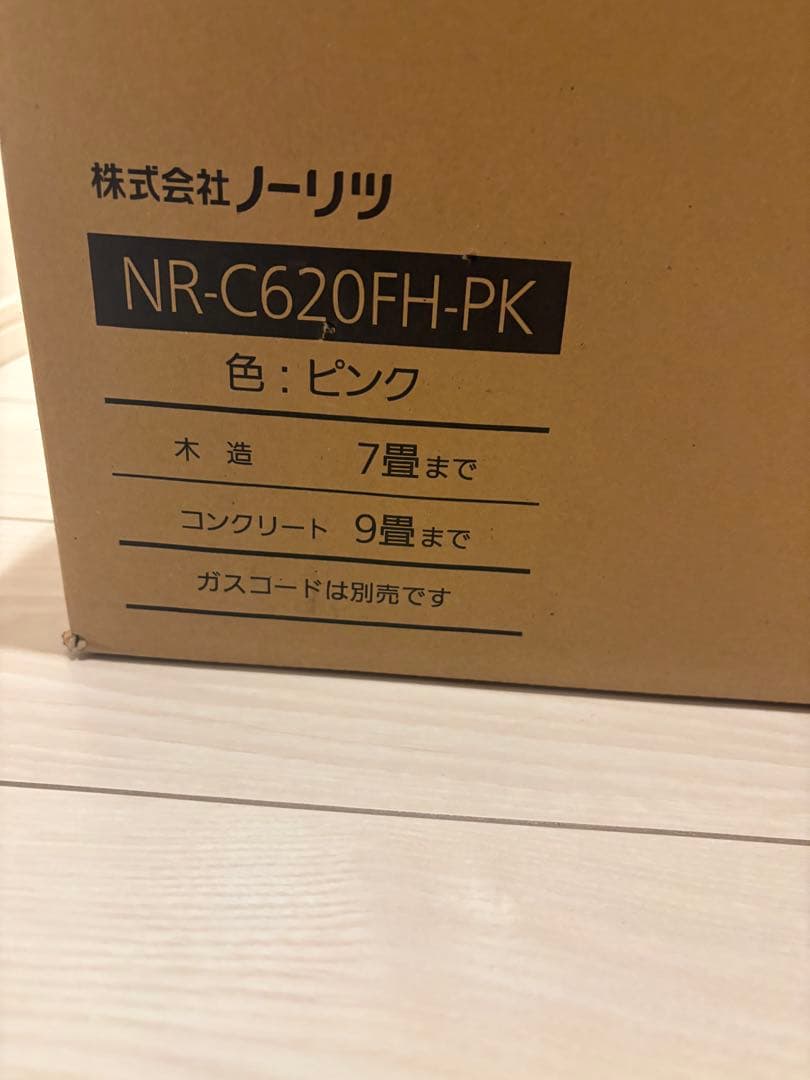 株式会社ノーリツ
NR-C620FH-PK
色:ピンク
木造 7畳まで
コンクリート 9畳まで
ガスコードは別売です